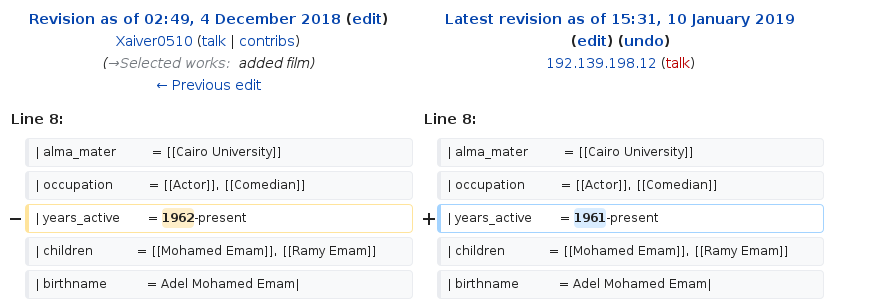 Revision as of 02:49, 4 December 2018 (edit)
Xaiver0510 (talk | contribs)
(→Selected works: added film)
← Previous edit
Latest revision as of 15:31, 10 January 2019
(edit) (undo)
192.139.198.12 (talk)
Line 8:
| alma_mater = [[Cairo University]]
| occupation = [[Actor]], [[Comedian]]
− | years_active = 1962-present
| children = [[Mohamed Emam]], [[Ramy Emam]]
| birthname = Adel Mohamed Emam|
Line 8:
| alma_mater = [[Cairo University]]
| occupation = [[Actor]], [[Comedian]]
+ | years_active = 1961-present
| children = [[Mohamed Emam]], [[Ramy Emam]]
| birthname = Adel Mohamed Emam|